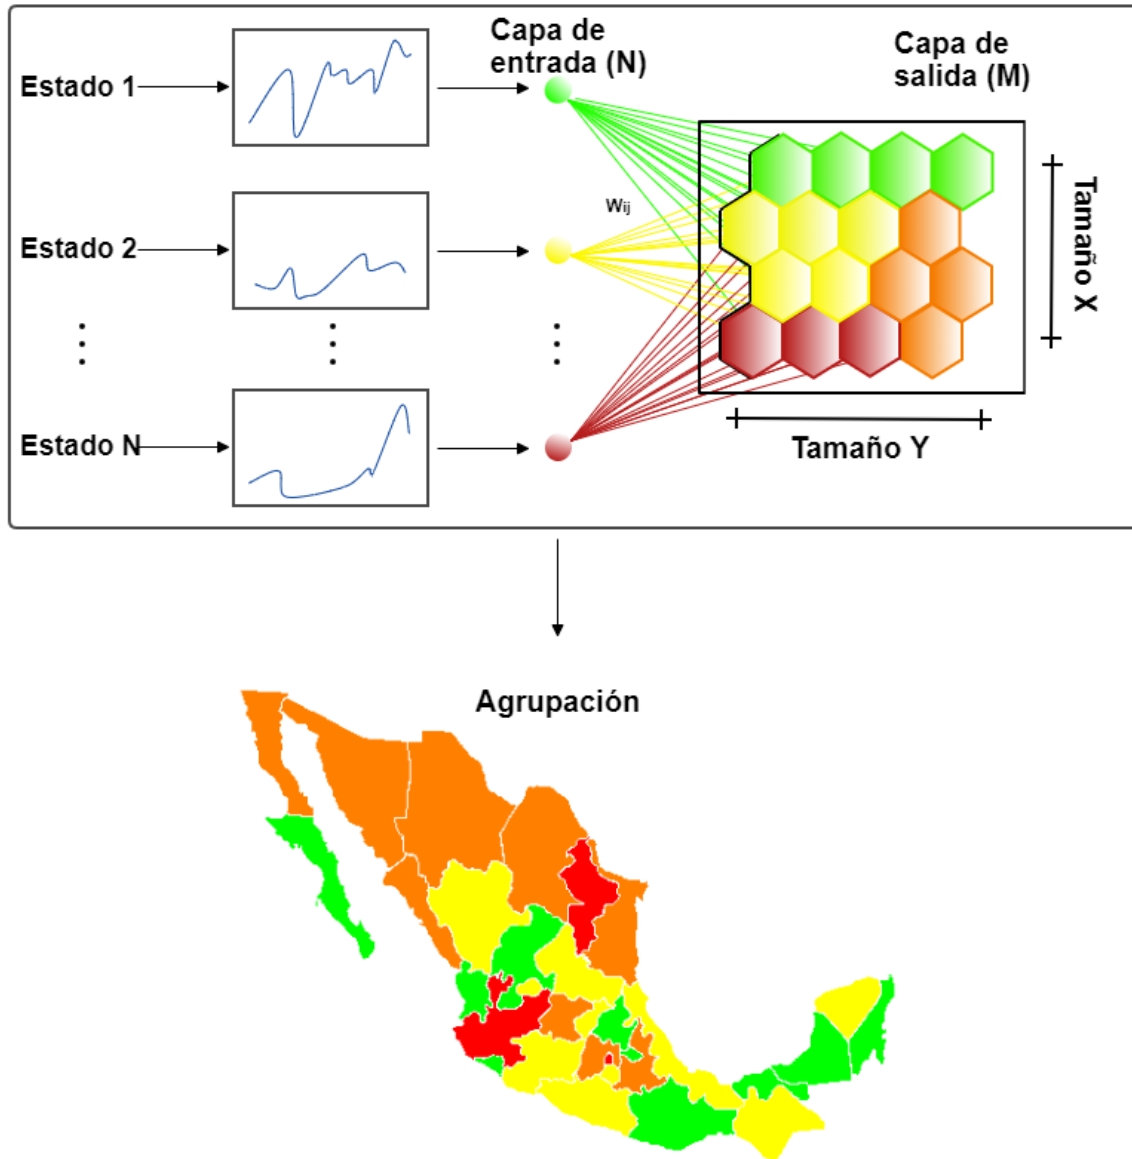 Capa de
entrada (N)
Capa de
salida (M)
Estado 1
Estado 2
Estado N
Wij
Tamaño X
Tamaño Y
Agrupación